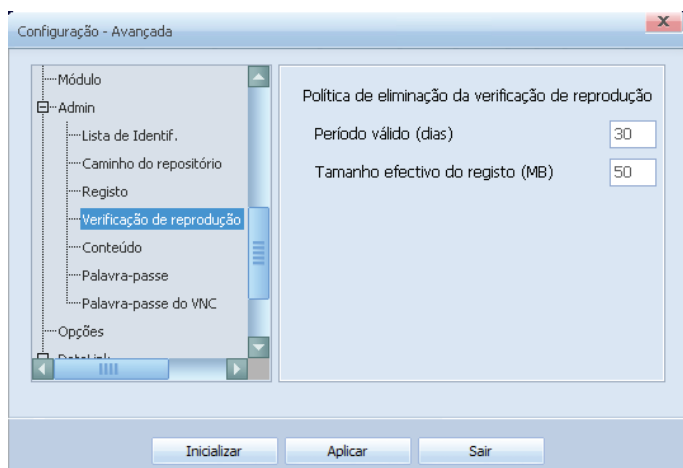 Configuração - Avançada
Módulo
Admin
Lista de Identif.
Caminho do repositório
Registo
Verificação de reprodução
Conteúdo
Palavra-passe
Palavra-passe do VNC
Opções
DataLink
Política de eliminação da verificação de reprodução
Período válido (dias) 30
Tamanho efectivo do registo (MB) 50
Inicializar Aplicar Sair